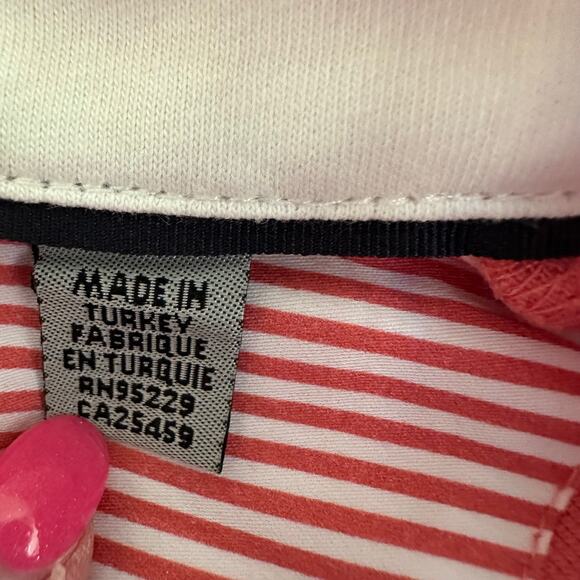 MADE IN
TURKEY
FABRIQUE
EN TURQUIE
RN95229
CA25459